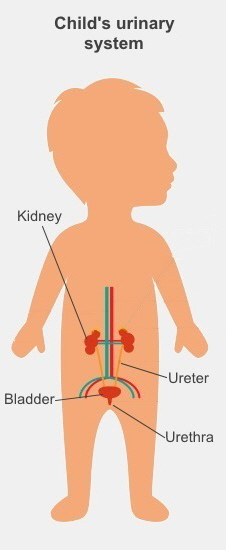 Child's urinary
system
Kidney
Ureter
Bladder
Urethra